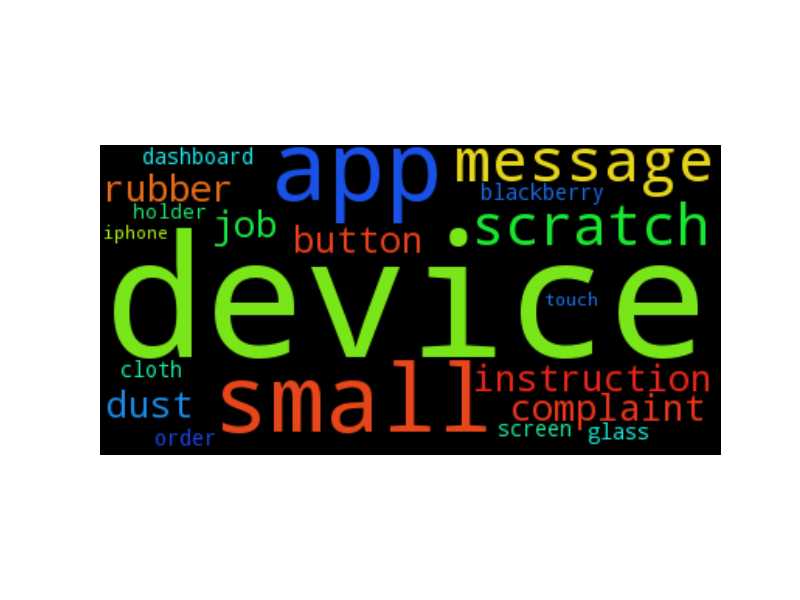 dashboard
app
message
rubber
blackberry
holder
job
scratch
iphone
button
device
touch
cloth
small
instruction
dust
complaint
order
screen
glass